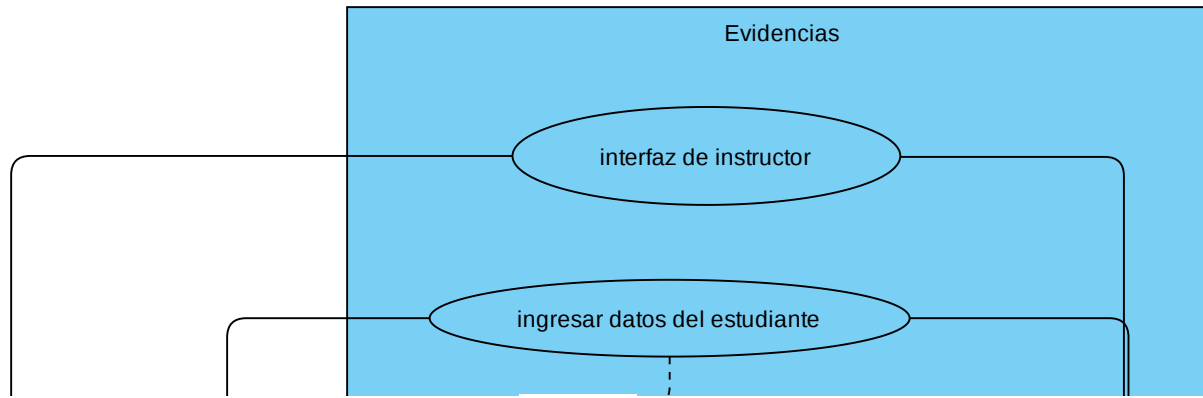 Evidencias
interfaz de instructor
ingresar datos del estudiante